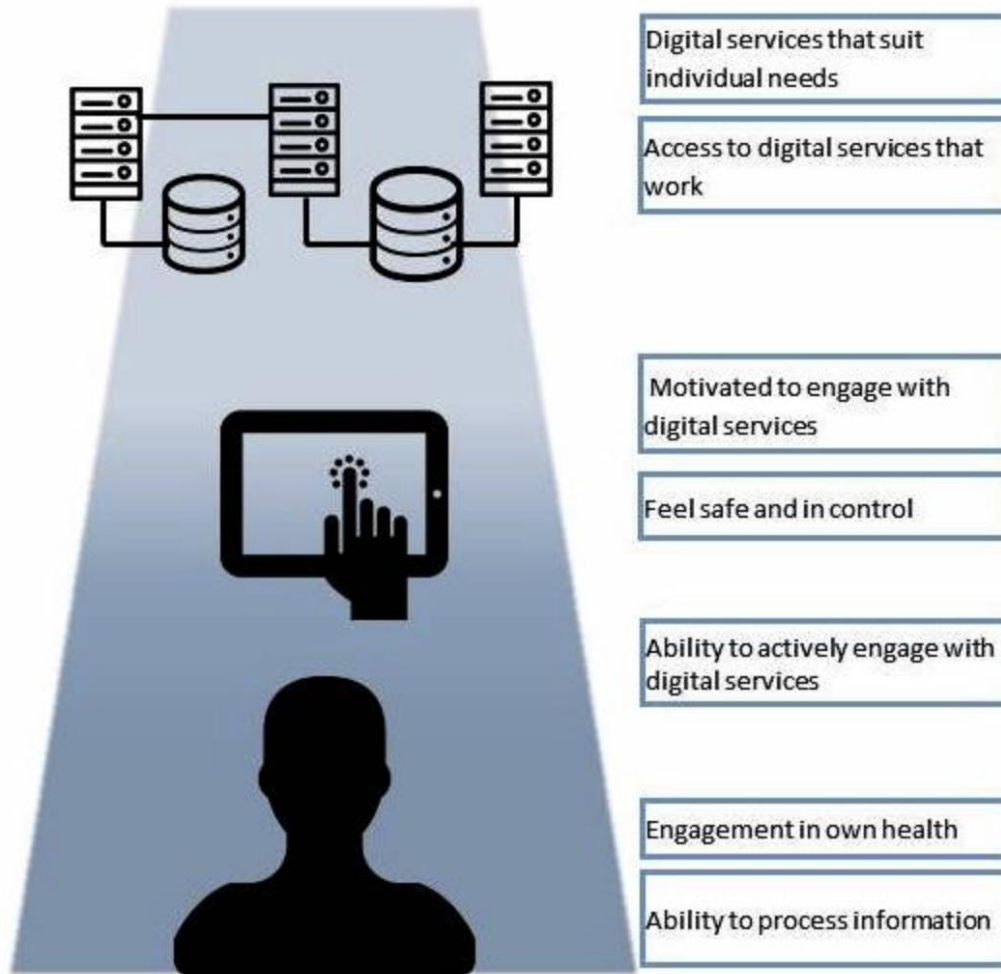 Digital services that suit
individual needs
Access to digital services that
work
Motivated to engage with
digital services
Feel safe and in control
Ability to actively engage with
digital services
Engagement in own health
Ability to process information